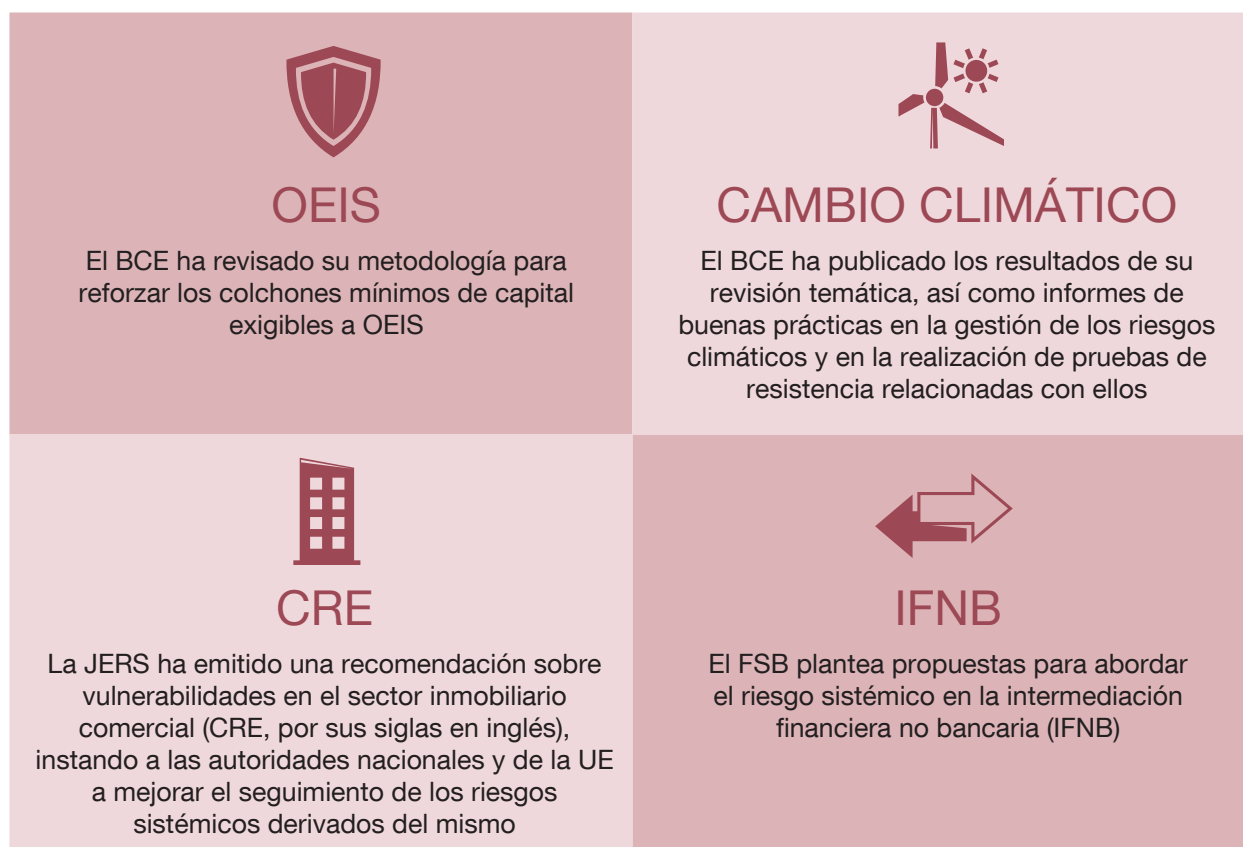 OEIS
El BCE ha revisado su metodología para
reforzar los colchones mínimos de capital
exigibles a OEIS
CAMBIO CLIMÁTICO
El BCE ha publicado los resultados de su
revisión temática, así como informes de
buenas prácticas en la gestión de los riesgos
climáticos y en la realización de pruebas de
resistencia relacionadas con ellos
CRE
La JERS ha emitido una recomendación sobre
vulnerabilidades en el sector inmobiliario
comercial (CRE, por sus siglas en inglés),
instando a las autoridades nacionales y de la UE
a mejorar el seguimiento de los riesgos
sistémicos derivados del mismo
IFNB
El FSB plantea propuestas para abordar
el riesgo sistémico en la intermediación
financiera no bancaria (IFNB)